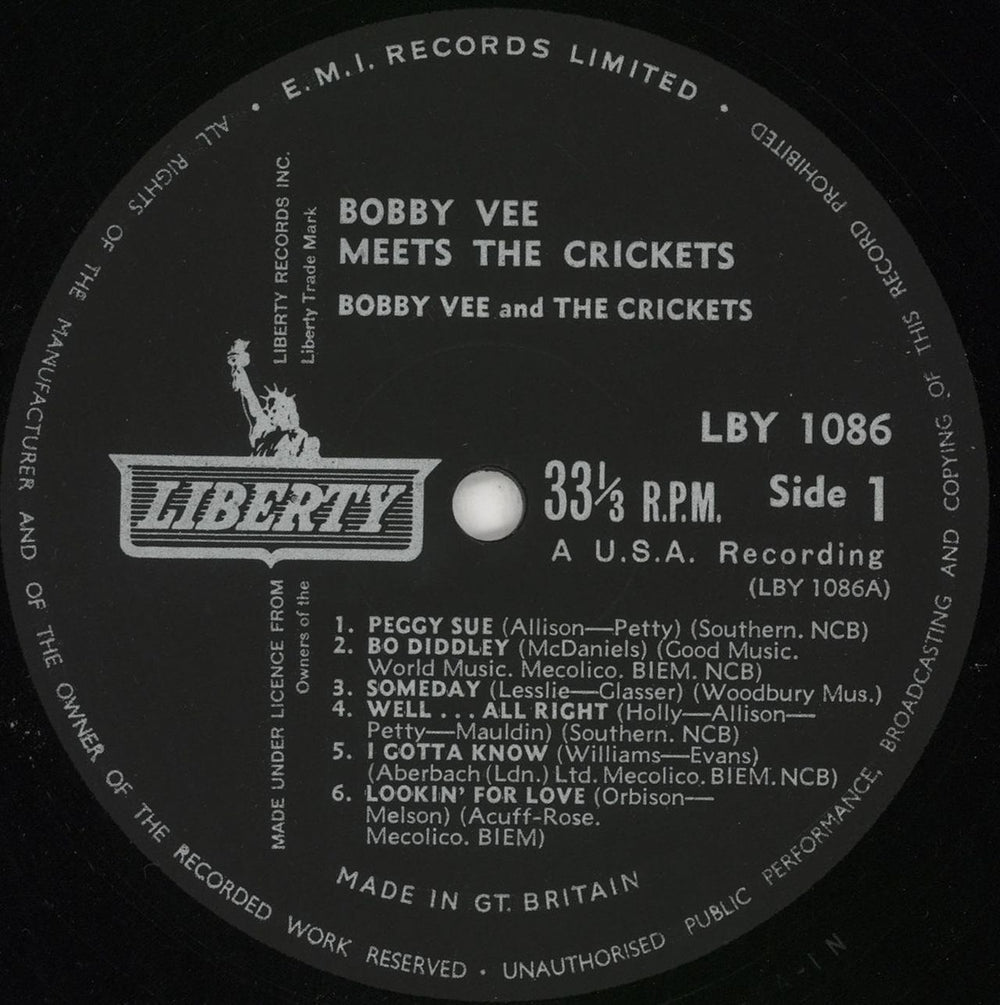 E.M.I. RECORDS LIMITED
ALL RIGHTS OF THE MANUFACTURER AND OF THE OWNER OF THE RECORDED WORK RESERVED · UNAUTHORISED PUBLIC PERFORMANCE, BROADCASTING AND COPYING OF THIS RECORD PROHIBITED
LIBERTY RECORDS INC.
Liberty Trade Mark
BOBBY VEE
MEETS THE CRICKETS
BOBBY VEE and THE CRICKETS
LIBERTY
LBY 1086
33⅓ R.P.M. Side 1
A U.S.A. Recording
(LBY 1086A)
MADE UNDER LICENCE FROM
Owners of the
1. PEGGY SUE (Allison—Petty) (Southern. NCB)
2. BO DIDDLEY (McDaniels) (Good Music.
World Music. Mecolico. BIEM. NCB)
3. SOMEDAY (Lesslie—Glasser) (Woodbury Mus.)
4. WELL . . . ALL RIGHT (Holly—Allison—
Petty—Mauldin) (Southern. NCB)
5. I GOTTA KNOW (Williams—Evans)
(Aberbach (Ldn.) Ltd. Mecolico. BIEM. NCB)
6. LOOKIN' FOR LOVE (Orbison—
Melson) (Acuff-Rose.
Mecolico. BIEM)
MADE IN GT. BRITAIN